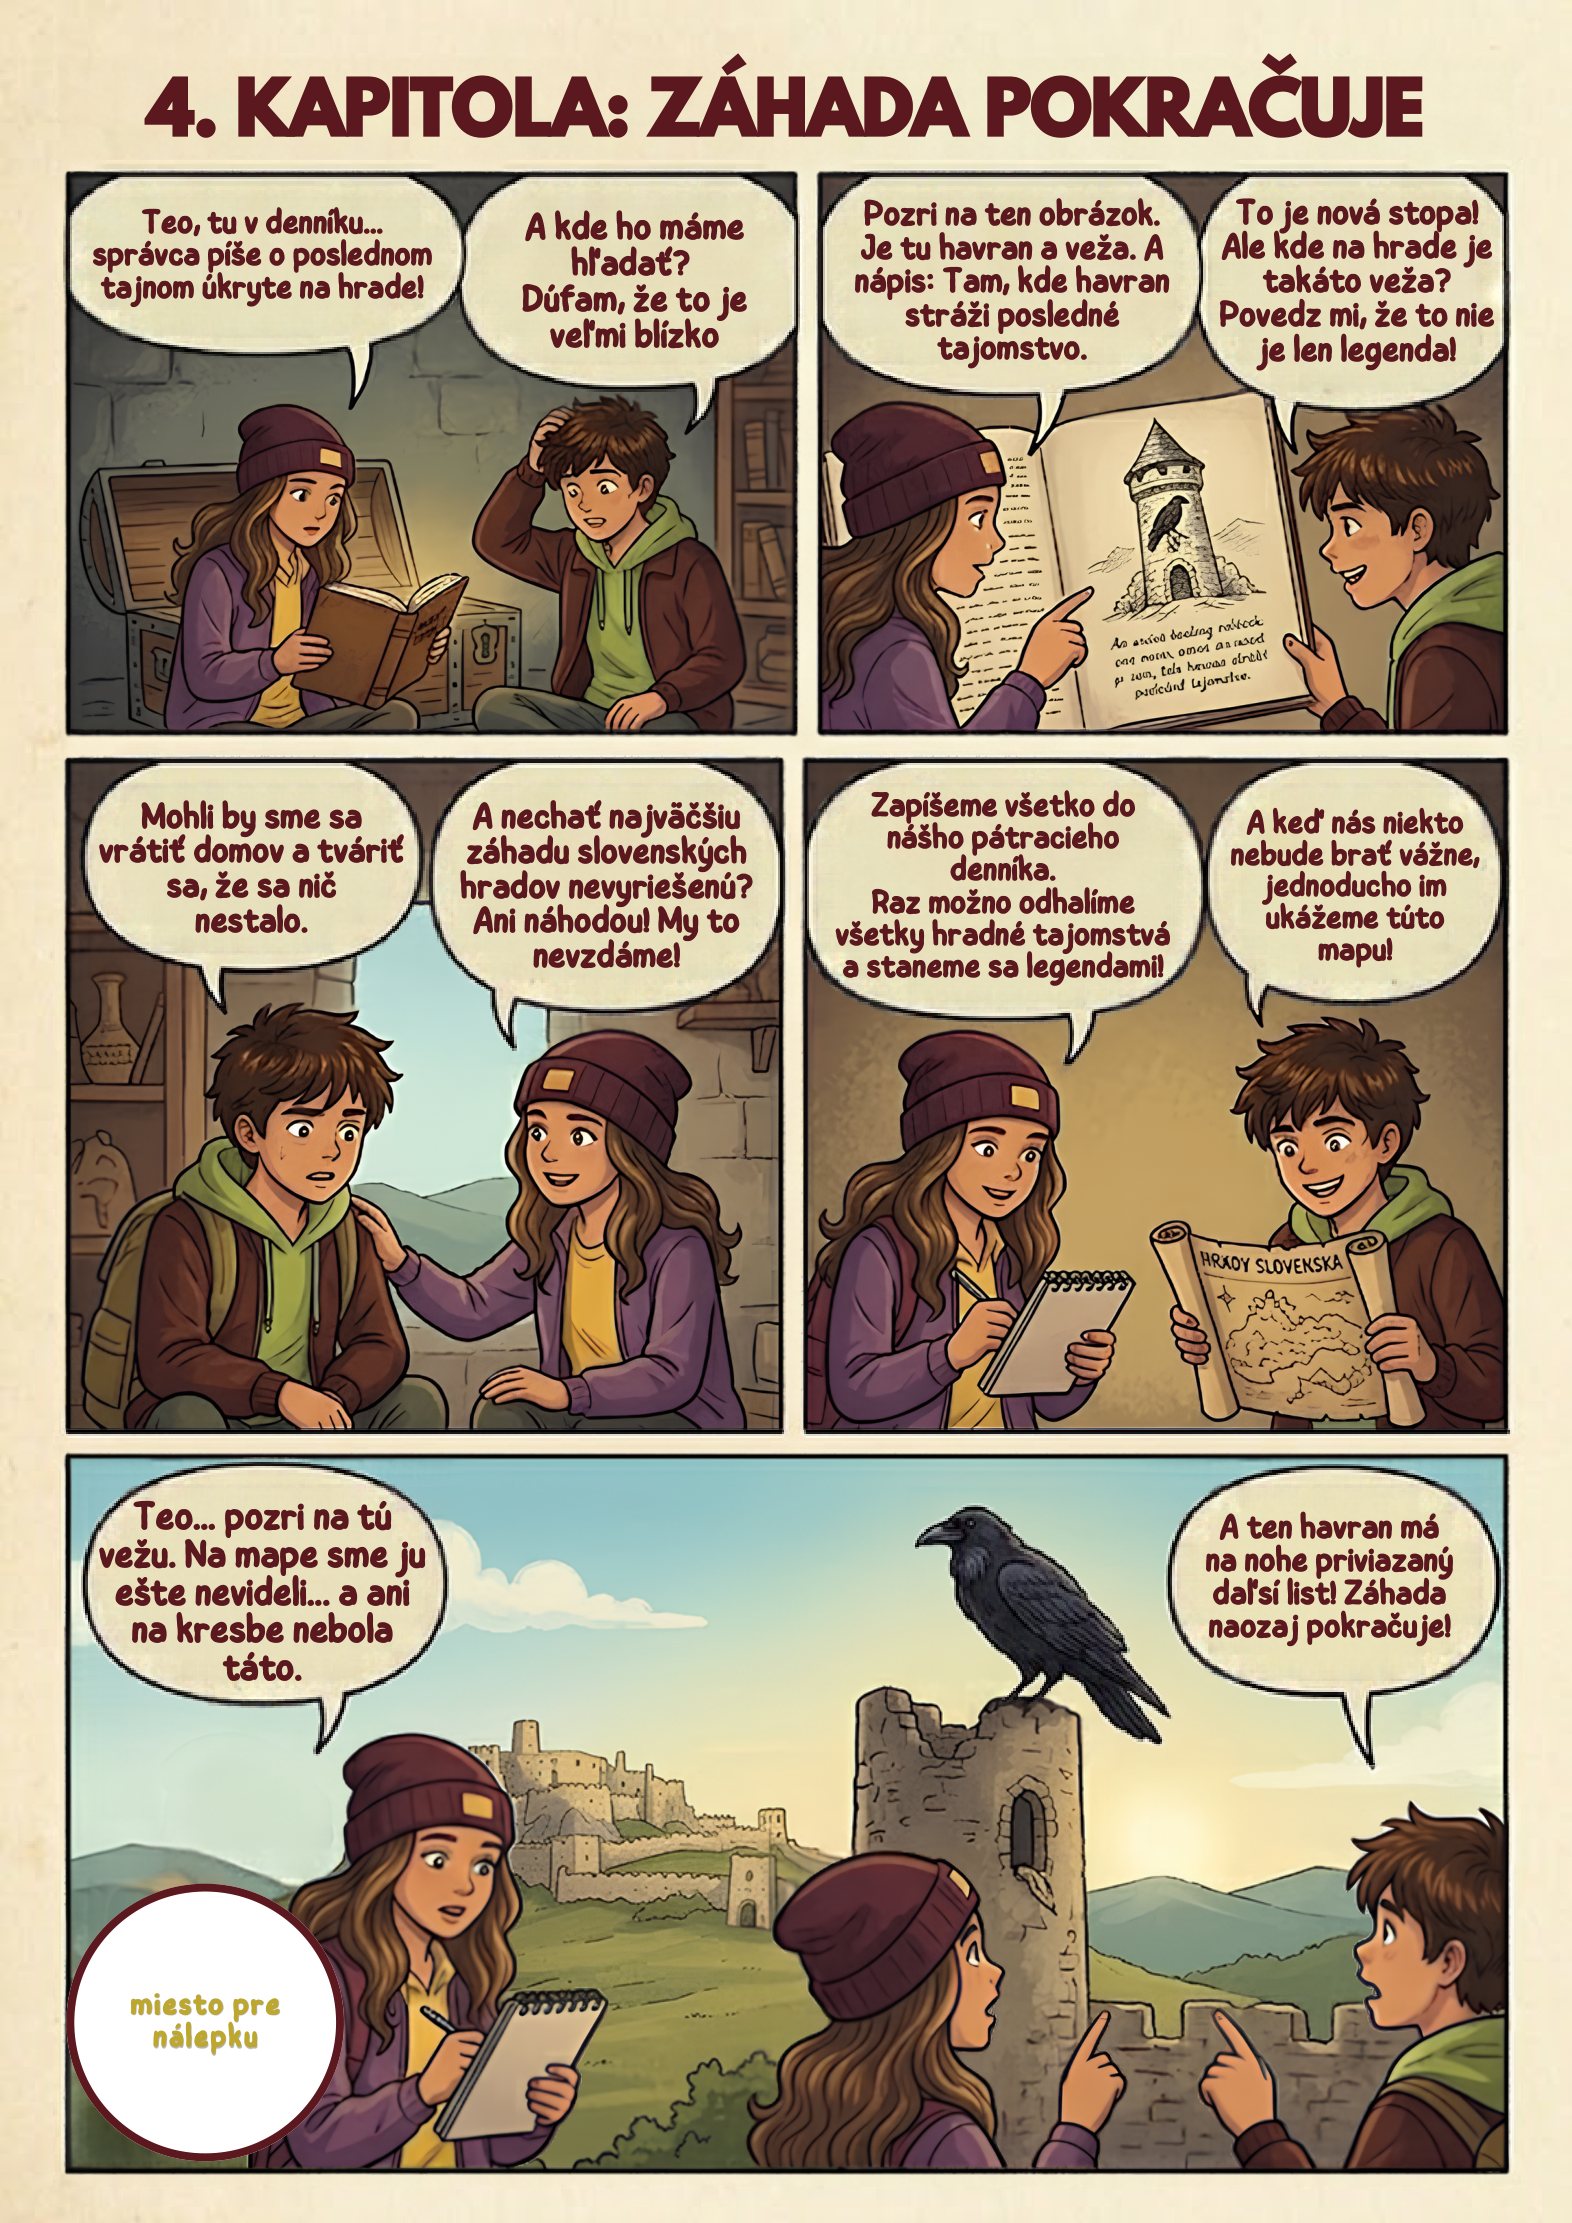 4. KAPITOLA: ZÁHADA POKRAČUJE
Teo, tu v denníku...
správca píše o poslednom
tajnom úkryte na hrade!
A kde ho máme
hľadať?
Dúfam, že to je
veľmi blízko
Pozri na ten obrázok.
Je tu havran a veža. A
nápis: Tam, kde havran
stráži posledné
tajomstvo.
To je nová stopa!
Ale kde na hrade je
takáto veža?
Povedz mi, že to nie
je len legenda!
Mohli by sme sa
vrátiť domov a tváriť
sa, že sa nič
nestalo.
A nechať najväčšiu
záhadu slovenských
hradov nevyriešenú?
Ani náhodou! My to
nevzdáme!
Zapíšeme všetko do
nášho pátracieho
denníka.
Raz možno odhalíme
všetky hradné tajomstvá
a staneme sa legendami!
A keď nás niekto
nebude brať vážne,
jednoducho im
ukážeme túto
mapu!
HRADY SLOVENSKA
Teo... pozri na tú
vežu. Na mape sme ju
ešte nevideli... a ani
na kresbe nebola
táto.
A ten havran má
na nohe priviazaný
ďaľsí list! Záhada
naozaj pokračuje!
miesto pre
nálepku